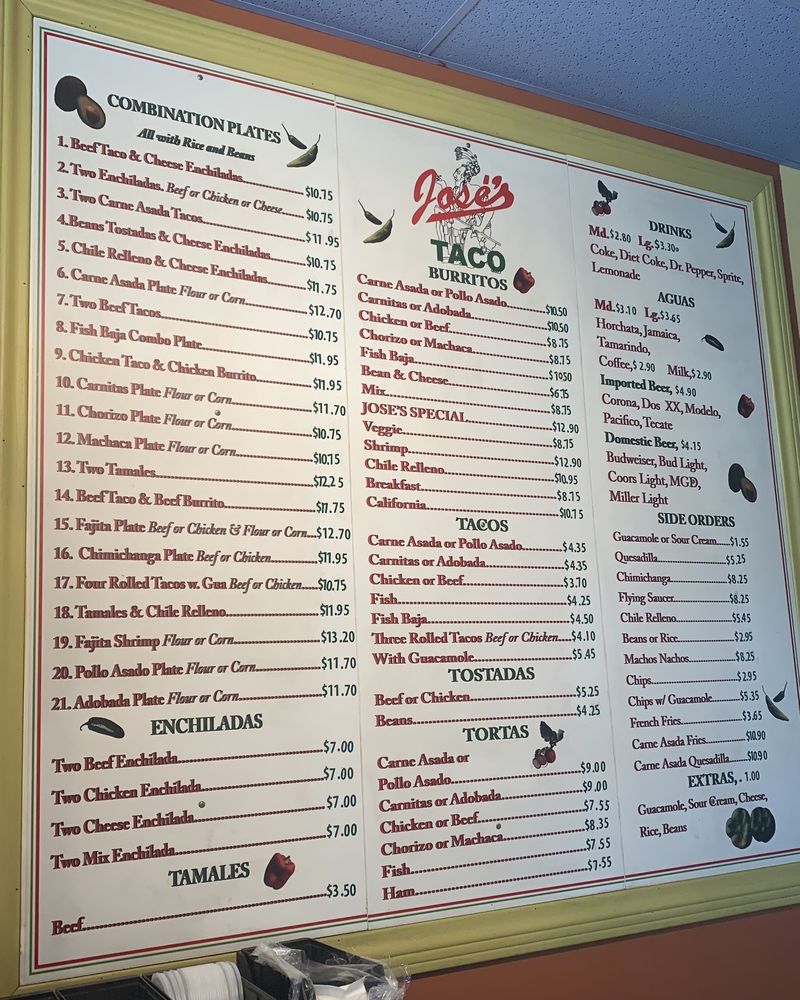 COMBINATION PLATES
All with Rice and Beans
1. Beef Taco & Cheese Enchiladas $10.75
2. Two Enchiladas. Beef or Chicken or Cheese $10.75
3. Two Carne Asada Tacos $11.95
4. Beans Tostadas & Cheese Enchiladas $10.75
5. Chile Relleno & Cheese Enchiladas $11.75
6. Carne Asada Plate Flour or Corn $12.70
7. Two Beef Tacos $10.75
8. Fish Baja Combo Plate $11.95
9. Chicken Taco & Chicken Burrito $11.95
10. Carnitas Plate Flour or Corn $11.70
11. Chorizo Plate Flour or Corn $10.75
12. Machaca Plate Flour or Corn $10.75
13. Two Tamales $12.25
14. Beef Taco & Beef Burrito $11.75
15. Fajita Plate Beef or Chicken & Flour or Corn $12.70
16. Chimichanga Plate Beef or Chicken $11.95
17. Four Rolled Tacos w. Gua Beef or Chicken $10.75
18. Tamales & Chile Relleno $11.95
19. Fajita Shrimp Flour or Corn $13.20
20. Pollo Asado Plate Flour or Corn $11.70
21. Adobada Plate Flour or Corn $11.70
ENCHILADAS
Two Beef Enchilada $7.00
Two Chicken Enchilada $7.00
Two Cheese Enchilada $7.00
Two Mix Enchilada $7.00
TAMALES
Beef $3.50
José's
TACO
BURRITOS
Carne Asada or Pollo Asado $10.50
Carnitas or Adobada $10.50
Chicken or Beef $8.75
Chorizo or Machaca $8.75
Fish Baja $1050
Bean & Cheese $6.75
Mix $8.75
JOSE'S SPECIAL $12.90
Veggie $8.75
Shrimp $12.90
Chile Relleno $10.95
Breakfast $8.75
California $10.75
TACOS
Carne Asada or Pollo Asado $4.35
Carnitas or Adobada $4.35
Chicken or Beef $3.70
Fish $4.25
Fish Baja $4.50
Three Rolled Tacos Beef or Chicken $4.10
With Guacamole $5.45
TOSTADAS
Beef or Chicken $5.25
Beans $4.25
TORTAS
Carne Asada or
Pollo Asado $9.00
Carnitas or Adobada $9.00
Chicken or Beef $7.55
Chorizo or Machaca $8.35
Fish $7.55
Ham $7.55
DRINKS
Md.$2.80 Lg.$3.30
Coke, Diet Coke, Dr. Pepper, Sprite,
Lemonade
AGUAS
Md.$3.10 Lg.$3.65
Horchata, Jamaica,
Tamarindo,
Coffee,$2.90 Milk,$2.90
Imported Beer, $4.90
Corona, Dos XX, Modelo,
Pacifico, Tecate
Domestic Beer, $4.15
Budweiser, Bud Light,
Coors Light, MGD,
Miller Light
SIDE ORDERS
Guacamole or Sour Cream $1.55
Quesadilla $5.25
Chimichanga $8.25
Flying Saucer $8.25
Chile Relleno $5.45
Beans or Rice $2.95
Machos Nachos $8.25
Chips $2.95
Chips w/ Guacamole $5.35
French Fries $3.65
Carne Asada Fries $10.90
Carne Asada Quesadilla $10.90
EXTRAS,. 1.00
Guacamole, Sour Cream, Cheese,
Rice, Beans